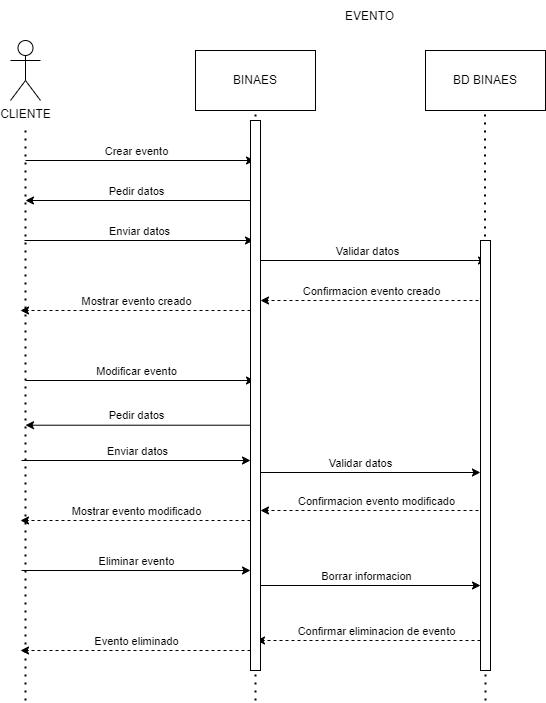 EVENTO
BINAES
BD BINAES
CLIENTE
Crear evento
Pedir datos
Enviar datos
Validar datos
Confirmacion evento creado
Mostrar evento creado
Modificar evento
Pedir datos
Enviar datos
Validar datos
Confirmacion evento modificado
Mostrar evento modificado
Eliminar evento
Borrar informacion
Confirmar eliminacion de evento
Evento eliminado